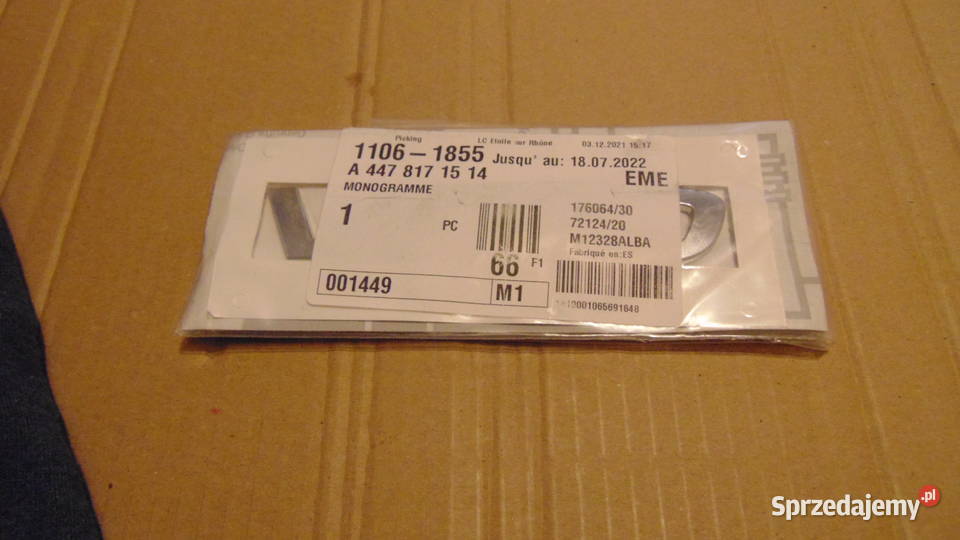 Picking
LC Etoile sur Rhône
03.12.2021 15:17
1106-1855 Jusqu' au: 18.07.2022
A 447 817 15 14
EME
MONOGRAMME
1
PC
176064/30
72124/20
M12328ALBA
Fabriqué en:ES
66 F1
001449
M1
Sprzedajemy.pl